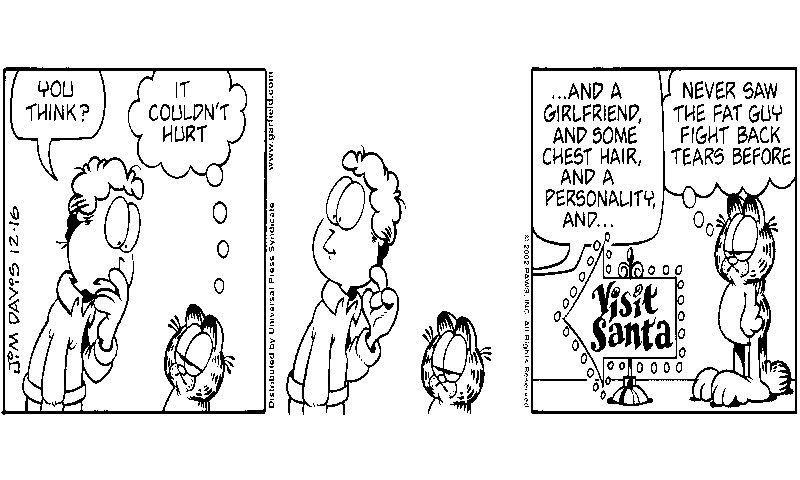 YOU
THINK?
IT
COULDN'T
HURT
JIM DAVIS 12·16
www.garfield.com
Distributed by Universal Press Syndicate
...AND A
GIRLFRIEND,
AND SOME
CHEST HAIR,
AND A
PERSONALITY,
AND...
NEVER SAW
THE FAT GUY
FIGHT BACK
TEARS BEFORE
Visit
Santa
© 2002 PAWS, INC. All Rights Reserved